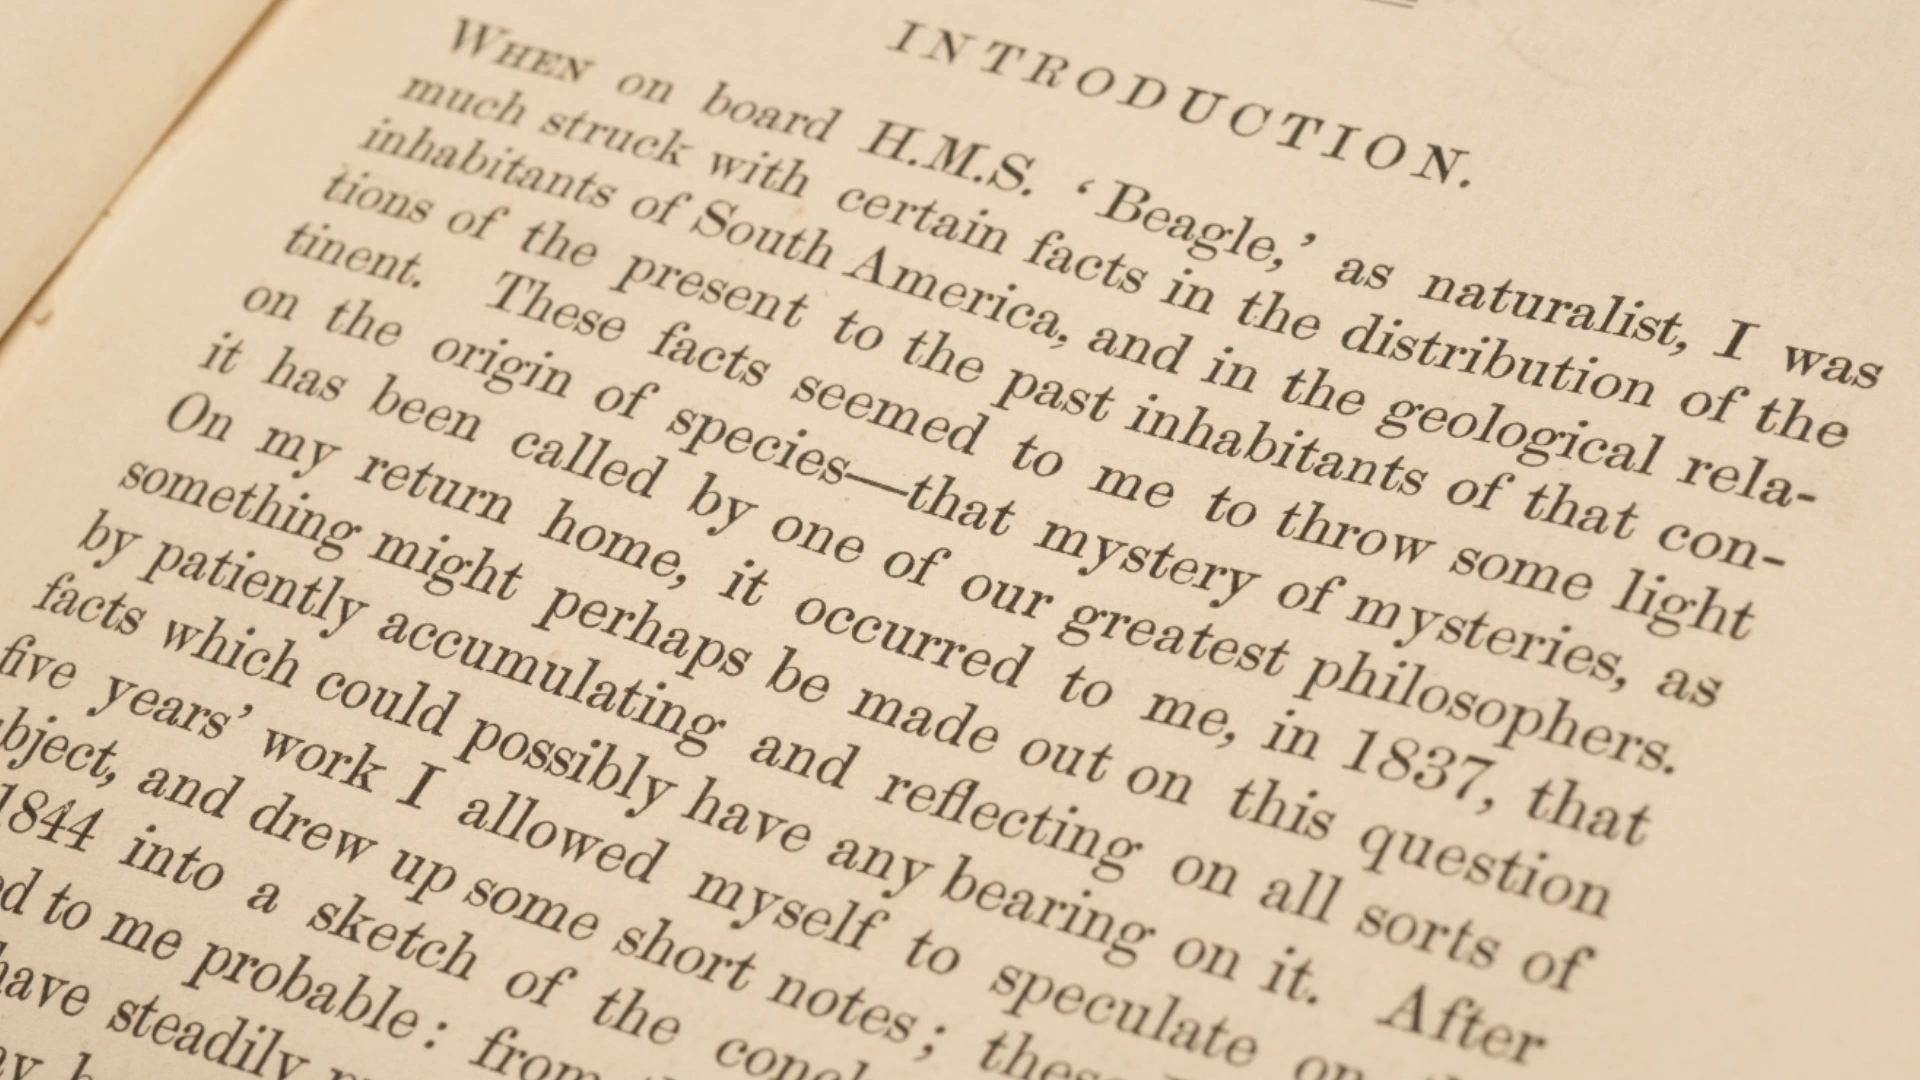 INTRODUCTION.
WHEN on board H.M.S. ‘Beagle,’ as naturalist, I was
much struck with certain facts in the distribution of the
inhabitants of South America, and in the geological rela-
tions of the present to the past inhabitants of that con-
tinent. These facts seemed to me to throw some light
on the origin of species—that mystery of mysteries, as
it has been called by one of our greatest philosophers.
On my return home, it occurred to me, in 1837, that
something might perhaps be made out on this question
by patiently accumulating and reflecting on all sorts of
facts which could possibly have any bearing on it. After
five years’ work I allowed myself to speculate on
bject, and drew up some short notes; these
1844 into a sketch of the
ed to me probable: from
have steadily